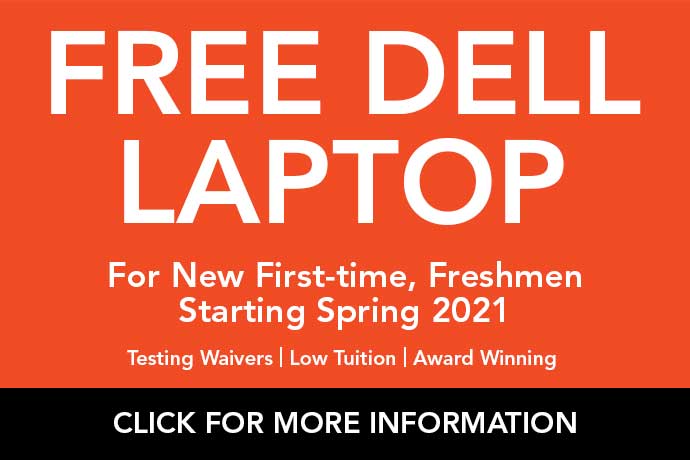 FREE DELL
LAPTOP
For New First-time, Freshmen
Starting Spring 2021
Testing Waivers | Low Tuition | Award Winning
CLICK FOR MORE INFORMATION